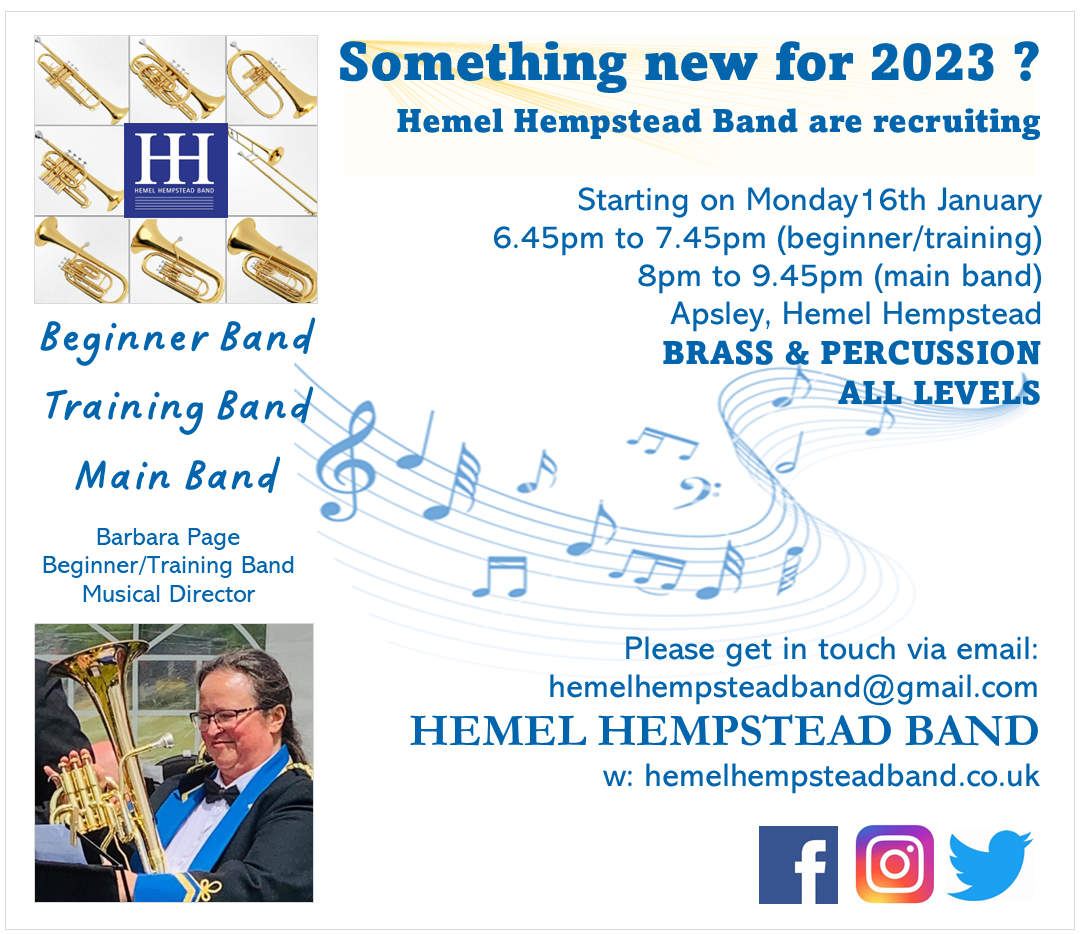 Something new for 2023 ?
Hemel Hempstead Band are recruiting
HH
HEMEL HEMPSTEAD BAND
Starting on Monday16th January
6.45pm to 7.45pm (beginner/training)
8pm to 9.45pm (main band)
Apsley, Hemel Hempstead
BRASS & PERCUSSION
ALL LEVELS
Beginner Band
Training Band
Main Band
Barbara Page
Beginner/Training Band
Musical Director
Please get in touch via email:
hemelhempsteadband@gmail.com
HEMEL HEMPSTEAD BAND
w: hemelhempsteadband.co.uk